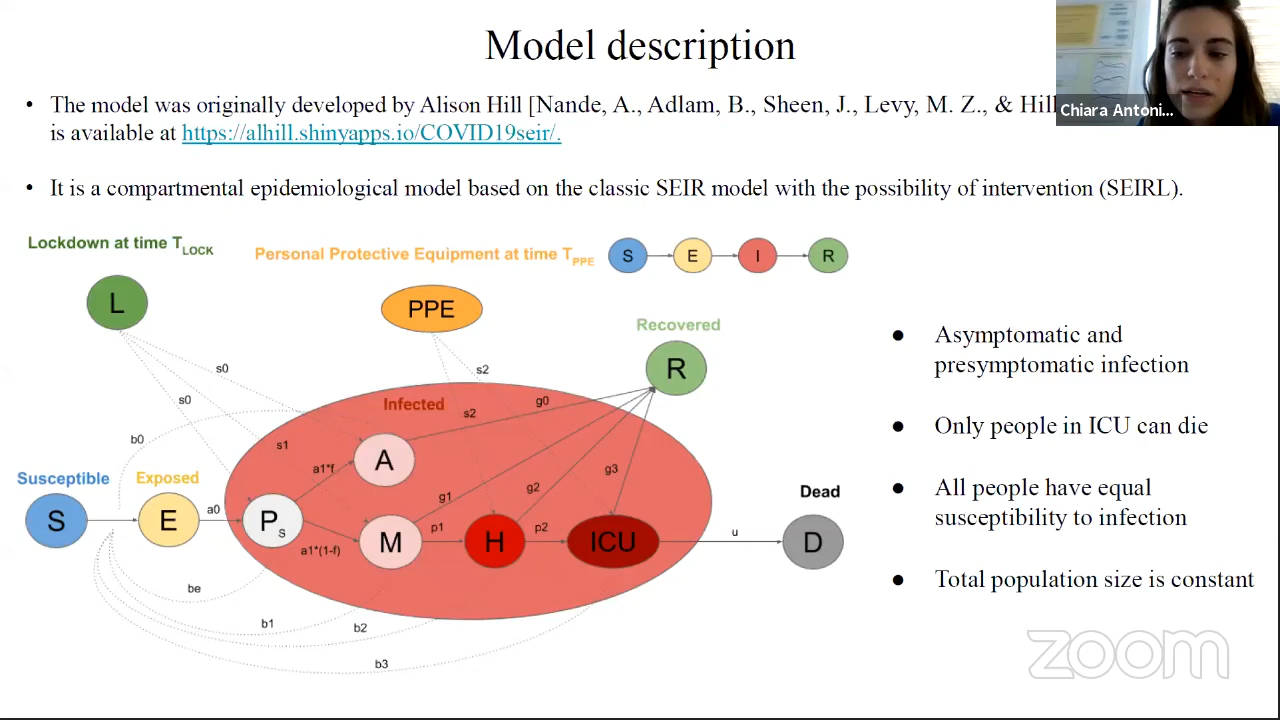 Model description
• The model was originally developed by Alison Hill [Nande, A., Adlam, B., Sheen, J., Levy, M. Z., & Hill
is available at https://alhill.shinyapps.io/COVID19seir/.
• It is a compartmental epidemiological model based on the classic SEIR model with the possibility of intervention (SEIRL).
Chiara Antoni...
Lockdown at time TLOCK
Personal Protective Equipment at time TPPE
S E I R
L
PPE
Recovered
R
s0
s2
s0
Infected
s2
g0
b0
s1
A
a1*f
g3
g1
g2
Susceptible
Exposed
Dead
S
E
a0
Ps
a1*(1-f)
M
p1
H
p2
ICU
u
D
be
b1
b2
b3
● Asymptomatic and
presymptomatic infection
● Only people in ICU can die
● All people have equal
susceptibility to infection
● Total population size is constant
zoom